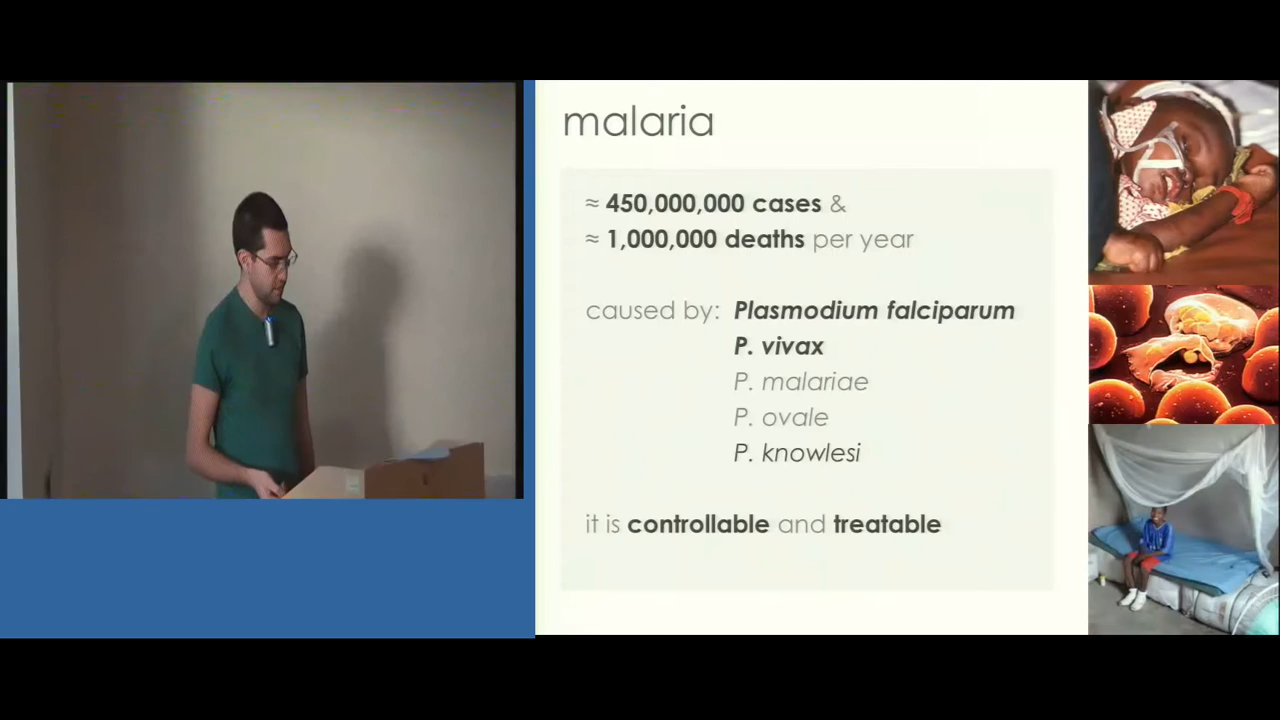 malaria
≈ 450,000,000 cases &
≈ 1,000,000 deaths per year
caused by: Plasmodium falciparum
P. vivax
P. malariae
P. ovale
P. knowlesi
it is controllable and treatable